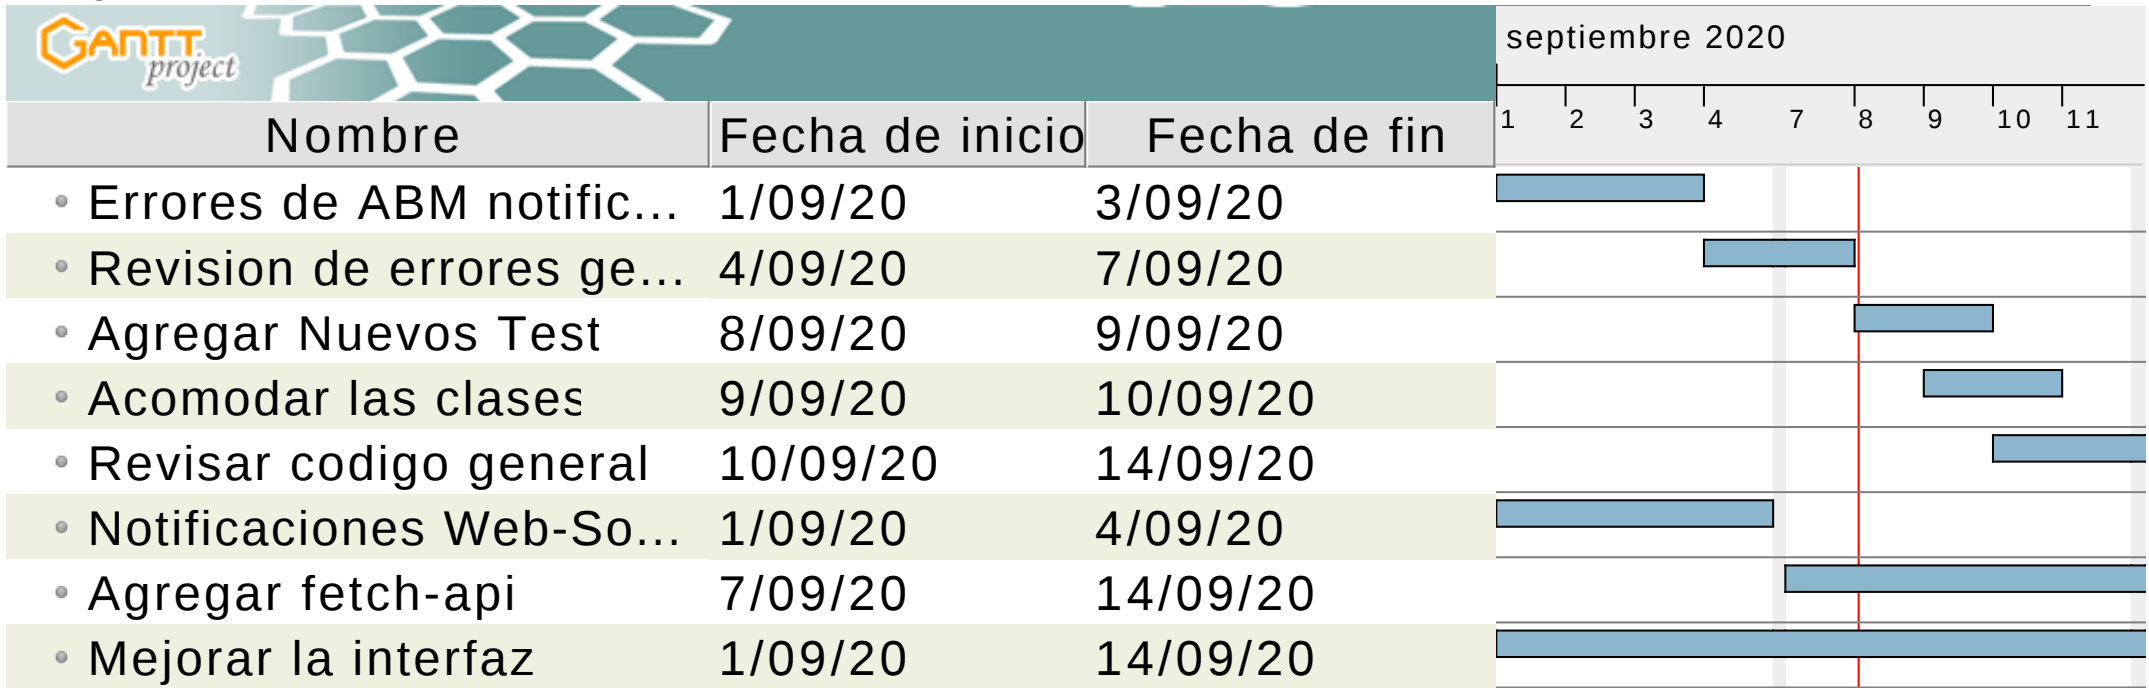 GANTT
project
septiembre 2020
Nombre Fecha de inicio Fecha de fin 1 2 3 4 7 8 9 10 11
Errores de ABM notific... 1/09/20 3/09/20
Revision de errores ge... 4/09/20 7/09/20
Agregar Nuevos Test 8/09/20 9/09/20
Acomodar las clases 9/09/20 10/09/20
Revisar codigo general 10/09/20 14/09/20
Notificaciones Web-So... 1/09/20 4/09/20
Agregar fetch-api 7/09/20 14/09/20
Mejorar la interfaz 1/09/20 14/09/20